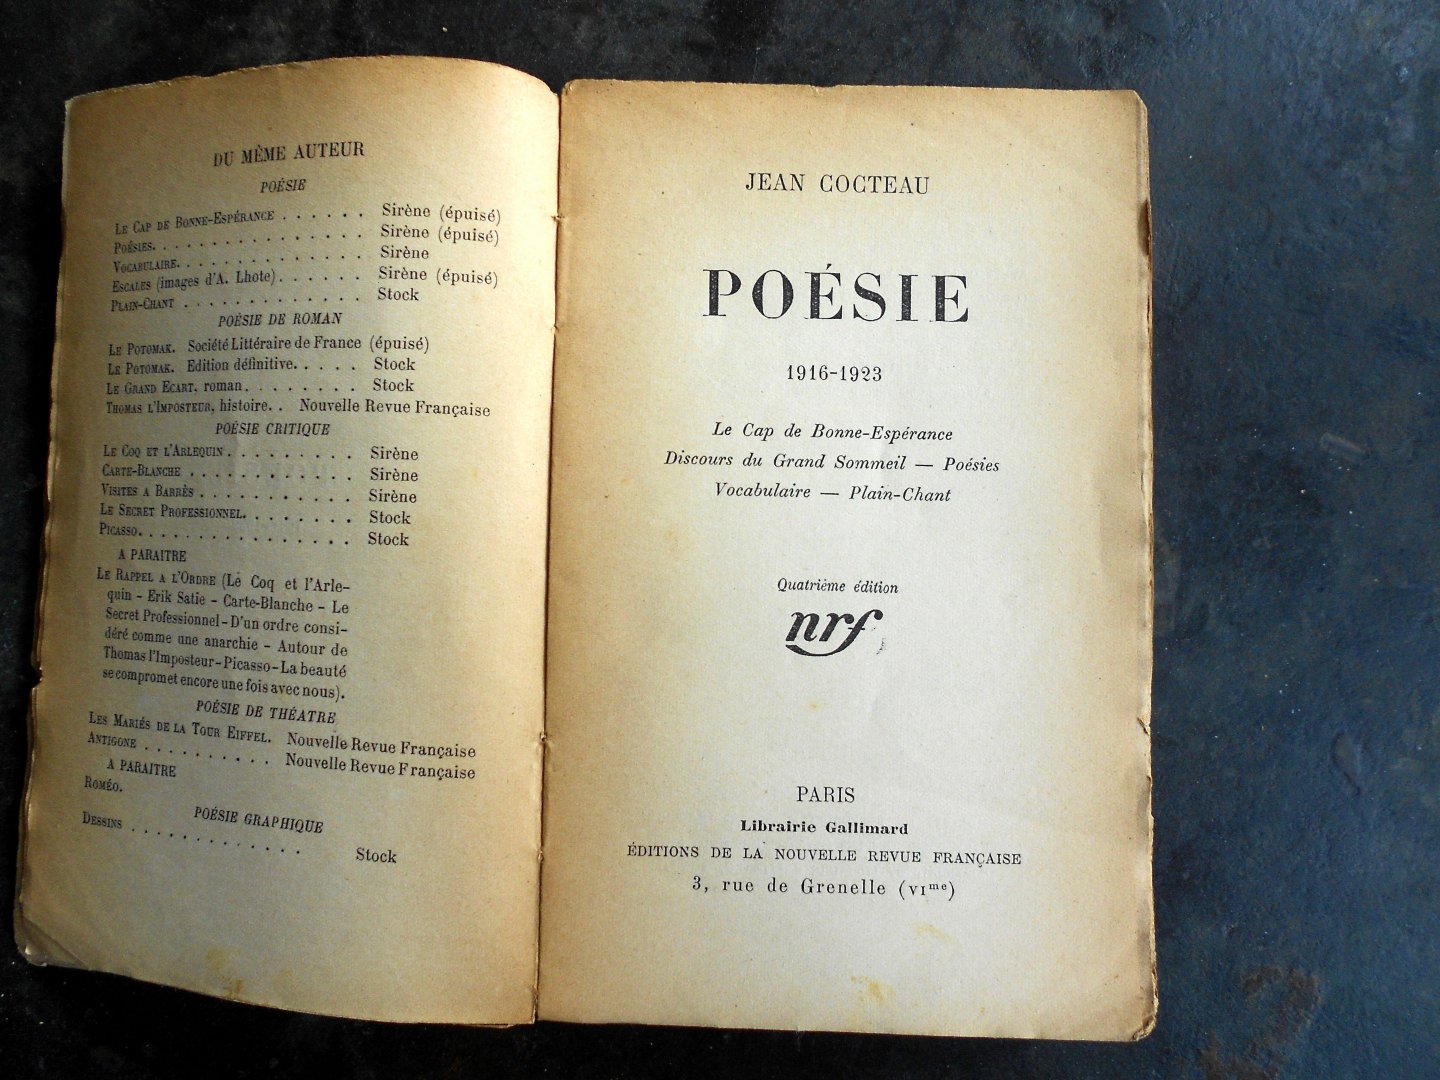 DU MÊME AUTEUR
POÉSIE
LE CAP DE BONNE-ESPÉRANCE . . . . . . Sirène (épuisé)
POÉSIES. . . . . . . . . . . . . . . . Sirène (épuisé)
VOCABULAIRE. . . . . . . . . . . . . . Sirène
ESCALES (images d'A. Lhote) . . . . . . Sirène (épuisé)
PLAIN-CHANT . . . . . . . . . . . . . Stock
POÉSIE DE ROMAN
LE POTOMAK. Société Littéraire de France (épuisé)
LE POTOMAK. Edition définitive. . . . . Stock
LE GRAND ECART, roman . . . . . . . . Stock
THOMAS L'IMPOSTEUR, histoire. . Nouvelle Revue Française
POÉSIE CRITIQUE
LE COQ ET L'ARLEQUIN . . . . . . . . . Sirène
CARTE-BLANCHE . . . . . . . . . . . . Sirène
VISITES A BARRÈS . . . . . . . . . . . Sirène
LE SECRET PROFESSIONNEL. . . . . . . . Stock
PICASSO. . . . . . . . . . . . . . . . Stock
A PARAITRE
LE RAPPEL A L'ORDRE (Le Coq et l'Arle-
quin - Erik Satie - Carte-Blanche - Le
Secret Professionnel - D'un ordre consi-
déré comme une anarchie - Autour de
Thomas l'Imposteur - Picasso - La beauté
se compromet encore une fois avec nous).
POÉSIE DE THÉATRE
LES MARIÉS DE LA TOUR EIFFEL. Nouvelle Revue Française
ANTIGONE . . . . . . . . . . Nouvelle Revue Française
A PARAITRE
ROMÉO.
POÉSIE GRAPHIQUE
DESSINS . . . . . . . . . . . . . Stock
JEAN COCTEAU
POÉSIE
1916-1923
Le Cap de Bonne-Espérance
Discours du Grand Sommeil — Poésies
Vocabulaire — Plain-Chant
Quatrième édition
nrf
PARIS
Librairie Gallimard
ÉDITIONS DE LA NOUVELLE REVUE FRANÇAISE
3, rue de Grenelle (VIme)